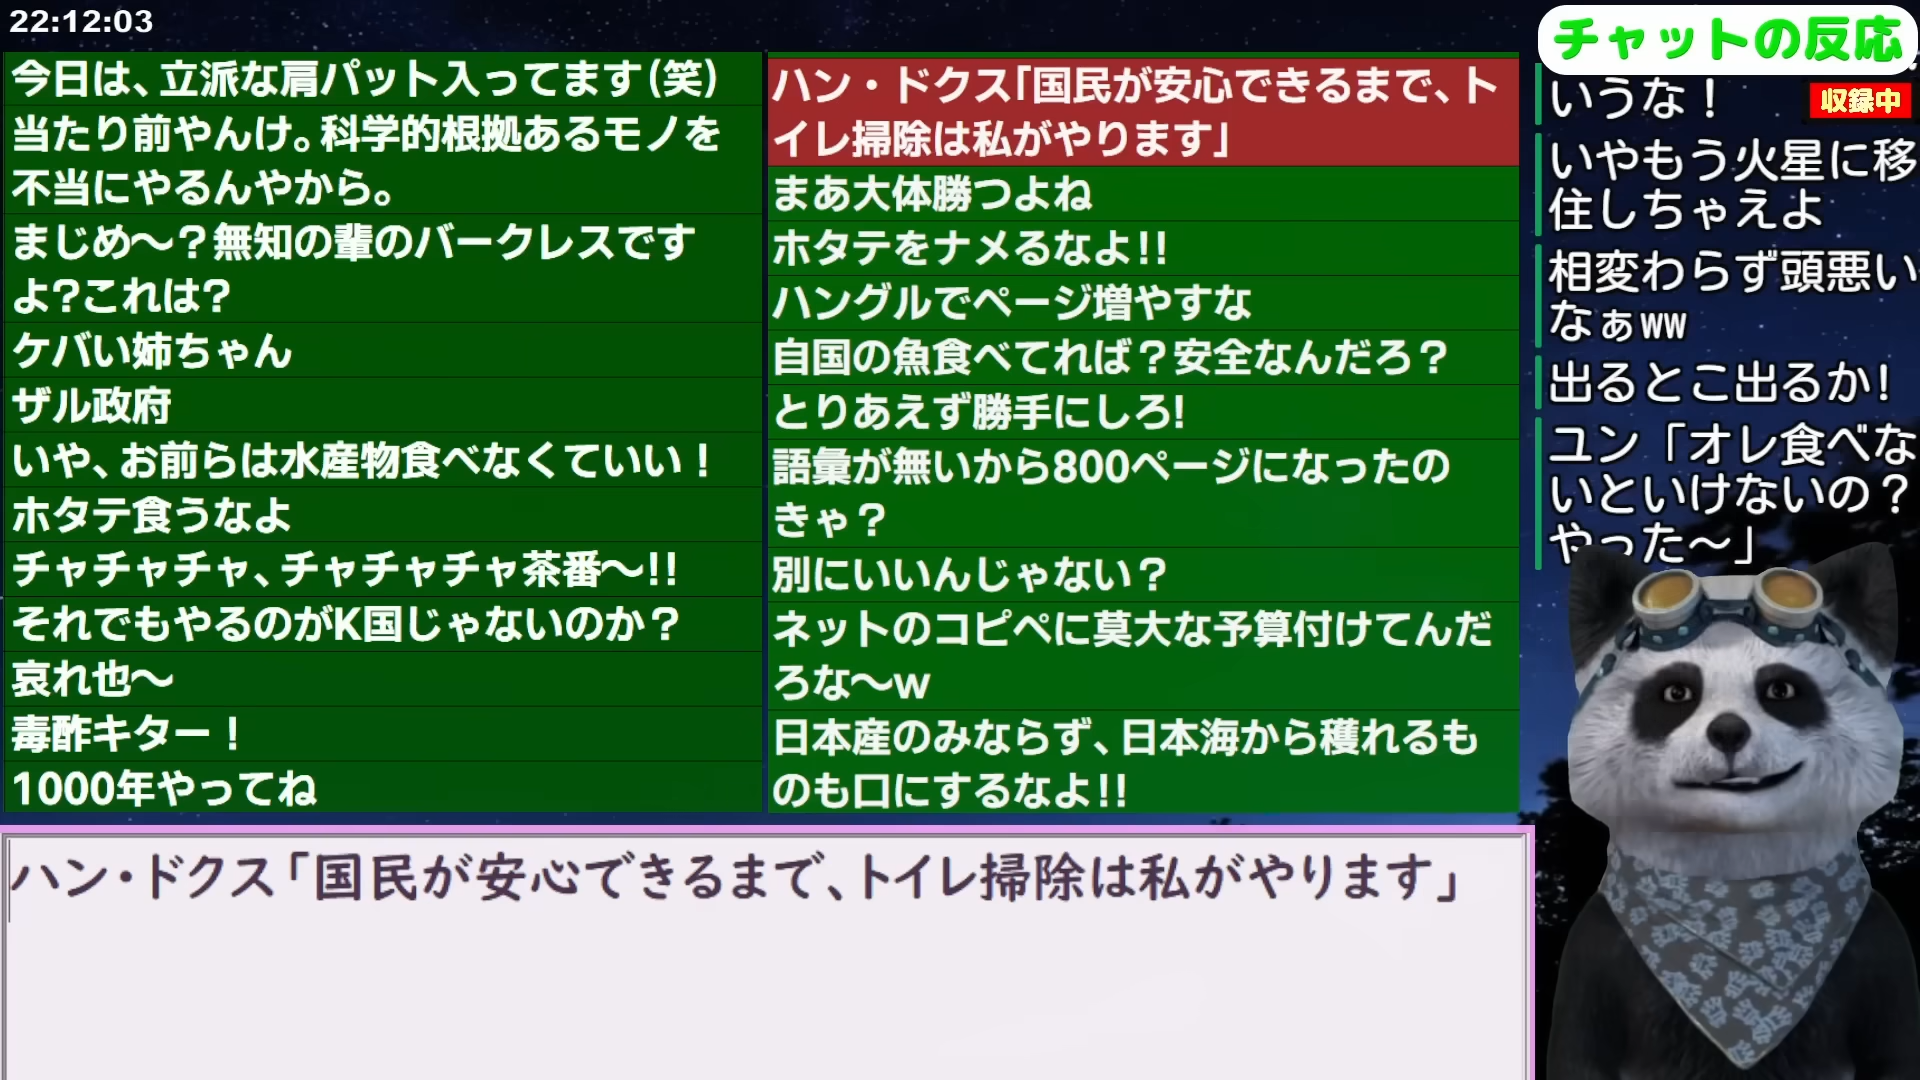 22:12:03
今日は、立派な肩パット入ってます(笑)
当たり前やんけ。科学的根拠あるモノを
不当にやるんやから。
まじめ～？無知の輩のバークレスです
よ?これは?
ケバい姉ちゃん
ザル政府
いや、お前らは水産物食べなくていい！
ホタテ食うなよ
チャチャチャ、チャチャチャ茶番～!!
それでもやるのがK国じゃないのか？
哀れ也～
毒酢キター！
1000年やってね
ハン・ドクス「国民が安心できるまで、ト
イレ掃除は私がやります」
まあ大体勝つよね
ホタテをナメるなよ!!
ハングルでページ増やすな
自国の魚食べてれば？安全なんだろ？
とりあえず勝手にしろ!
語彙が無いから800ページになったの
きゃ？
別にいいんじゃない？
ネットのコピペに莫大な予算付けてんだ
ろな～w
日本産のみならず、日本海から穫れるも
のも口にするなよ!!
チャットの反応
いうな！
収録中
いやもう火星に移
住しちゃえよ
相変わらず頭悪い
なぁww
出るとこ出るか!
ユン「オレ食べな
いといけないの？
やった～」
ハン・ドクス「国民が安心できるまで、トイレ掃除は私がやります」